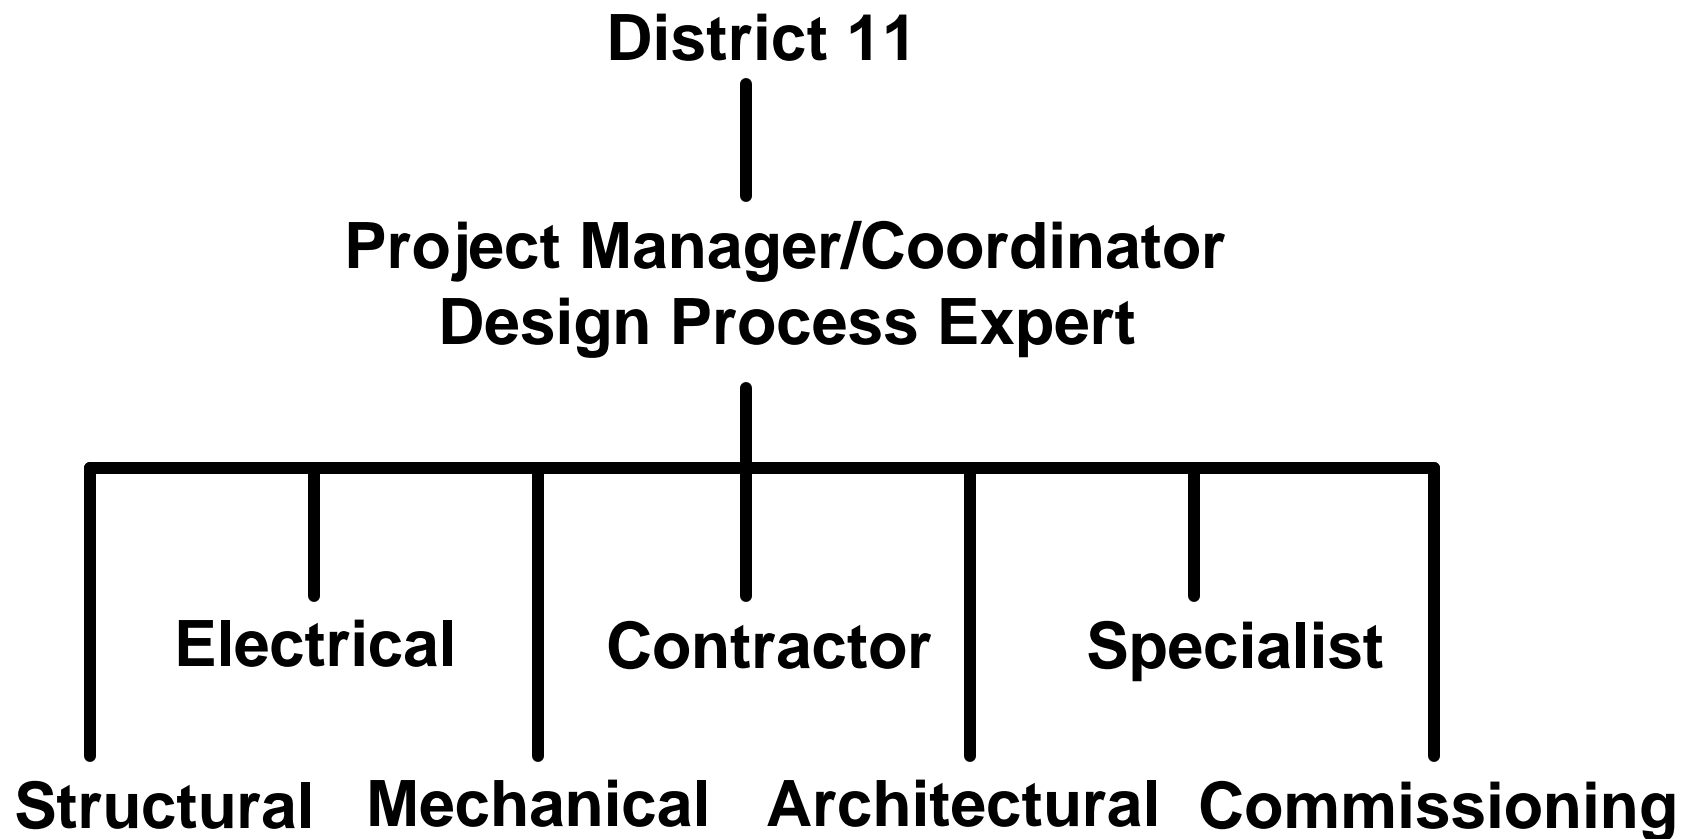 District 11
Project Manager/Coordinator
Design Process Expert
Electrical Contractor Specialist
Structural Mechanical Architectural Commissioning